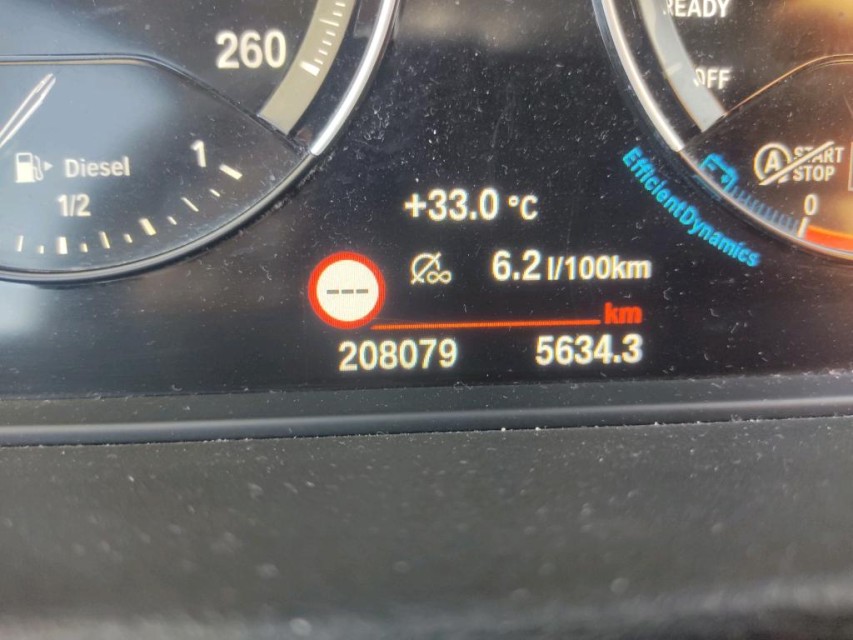 260
READY
OFF
Diesel
1
1/2
+33.0 °C
EfficientDynamics
A START
STOP
0
--- 6.2 l/100km
km
208079 5634.3